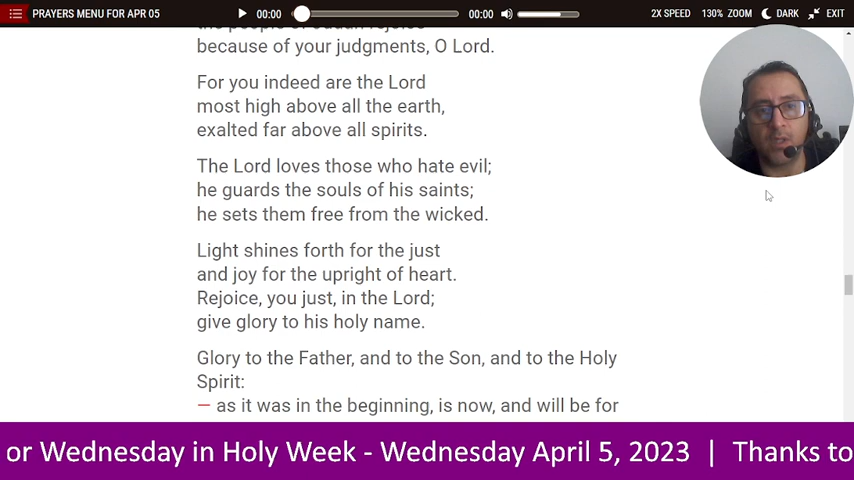 PRAYERS MENU FOR APR 05
00:00
00:00
2X SPEED
130% ZOOM
DARK
EXIT
the people of Judah rejoice
because of your judgments, O Lord.
For you indeed are the Lord
most high above all the earth,
exalted far above all spirits.
The Lord loves those who hate evil;
he guards the souls of his saints;
he sets them free from the wicked.
Light shines forth for the just
and joy for the upright of heart.
Rejoice, you just, in the Lord;
give glory to his holy name.
Glory to the Father, and to the Son, and to the Holy
Spirit:
— as it was in the beginning, is now, and will be for
or Wednesday in Holy Week - Wednesday April 5, 2023 | Thanks to